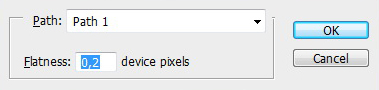 Path: Path 1
OK
Flatness: 0,2 device pixels
Cancel